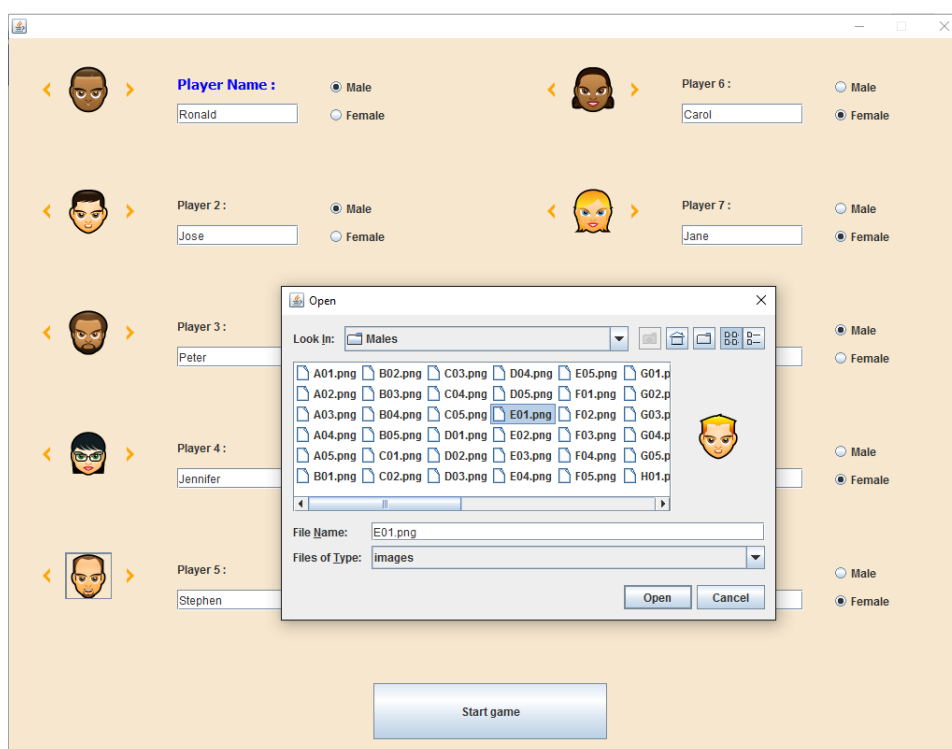 Player Name :
Male
Ronald
Female
Player 6 :
Male
Carol
Female
Player 2 :
Male
Jose
Female
Player 7 :
Male
Jane
Female
Player 3 :
Peter
Male
Female
Player 4 :
Jennifer
Male
Female
Player 5 :
Stephen
Male
Female
Open
Look In: Males
A01.png B02.png C03.png D04.png E05.png G01.p
A02.png B03.png C04.png D05.png F01.png G02.p
A03.png B04.png C05.png E01.png F02.png G03.p
A04.png B05.png D01.png E02.png F03.png G04.p
A05.png C01.png D02.png E03.png F04.png G05.p
B01.png C02.png D03.png E04.png F05.png H01.p
File Name: E01.png
Files of Type: images
Open Cancel
Start game